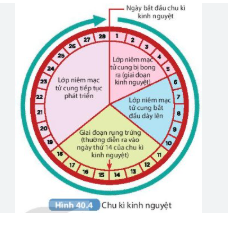 Ngày bắt đầu chu kì
kinh nguyệt
27 28 1 2 3 4 5 6 7 8 9 10 11 12 13 14 15 16 17 18 19 20 21 22 23 24 25 26
Lớp niêm mạc
tử cung bị bong
ra (giai đoạn
kinh nguyệt)
Lớp niêm mạc
tử cung tiếp tục
phát triển
Lớp niêm mạc
tử cung bắt
đầu dày lên
Giai đoạn rụng trứng
(thường diễn ra vào
ngày thứ 14 của chu kì
kinh nguyệt)
Hình 40.4 Chu kì kinh nguyệt